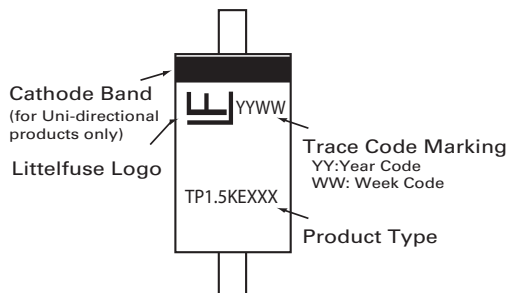 Cathode Band
(for Uni-directional
products only)
Littelfuse Logo
YYWW
Trace Code Marking
YY:Year Code
WW: Week Code
TP1.5KEXXX
Product Type